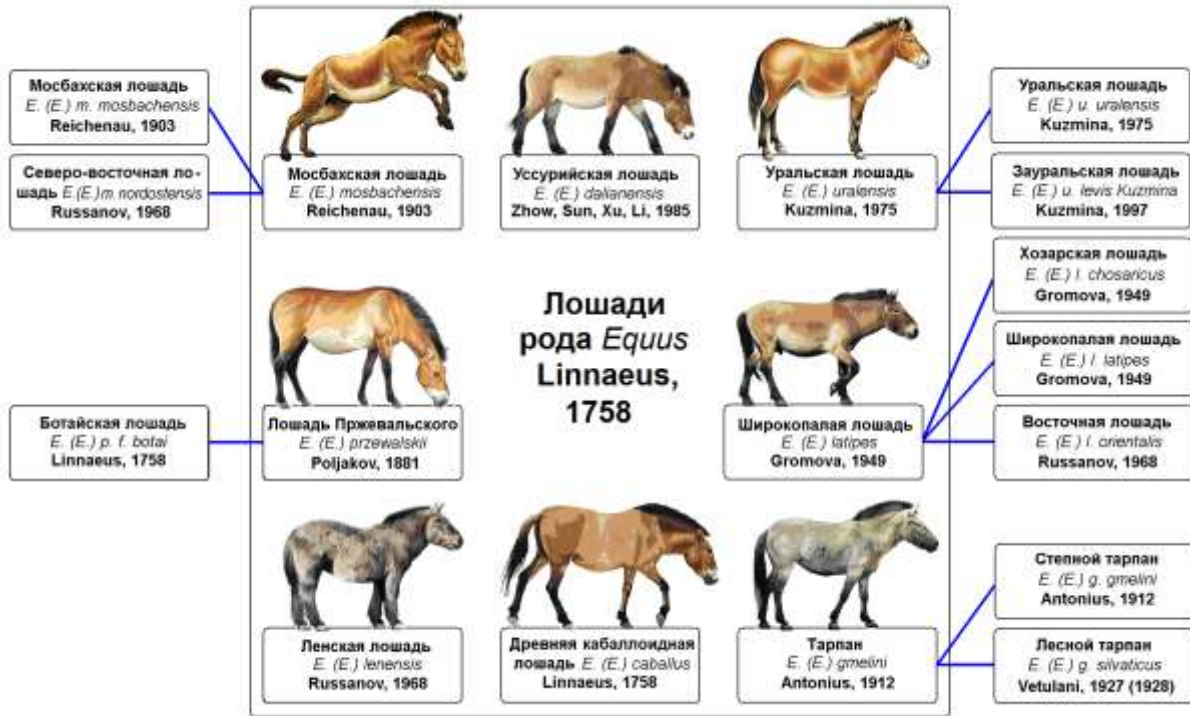 Мосбахская лошадь
E. (E.) m. mosbachensis
Reichenau, 1903
Северо-восточная ло-
шадь E.(E.)m.nordostensis
Russanov, 1968
Мосбахская лошадь
E. (E.) mosbachensis
Reichenau, 1903
Уссурийская лошадь
E. (E.) dalianensis
Zhow, Sun, Xu, Li, 1985
Уральская лошадь
E. (E.) uralensis
Kuzmina, 1975
Уральская лошадь
E. (E.) u. uralensis
Kuzmina, 1975
Зауральская лошадь
E. (E.) u. levis Kuzmina
Kuzmina, 1997
Лошади
рода Equus
Linnaeus,
1758
Хозарская лошадь
E. (E.) l. chosaricus
Gromova, 1949
Широкопалая лошадь
E. (E.) l. latipes
Gromova, 1949
Ботайская лошадь
E. (E.) p. f. botai
Linnaeus, 1758
Лошадь Пржевальского
E. (E.) przewalskii
Poljakov, 1881
Широкопалая лошадь
E. (E.) latipes
Gromova, 1949
Восточная лошадь
E. (E.) l. orientalis
Russanov, 1968
Ленская лошадь
E. (E.) lenensis
Russanov, 1968
Древняя кабаллоидная
лошадь E. (E.) caballus
Linnaeus, 1758
Тарпан
E. (E.) gmelini
Antonius, 1912
Степной тарпан
E. (E.) g. gmelini
Antonius, 1912
Лесной тарпан
E. (E.) g. silvaticus
Vetulani, 1927 (1928)